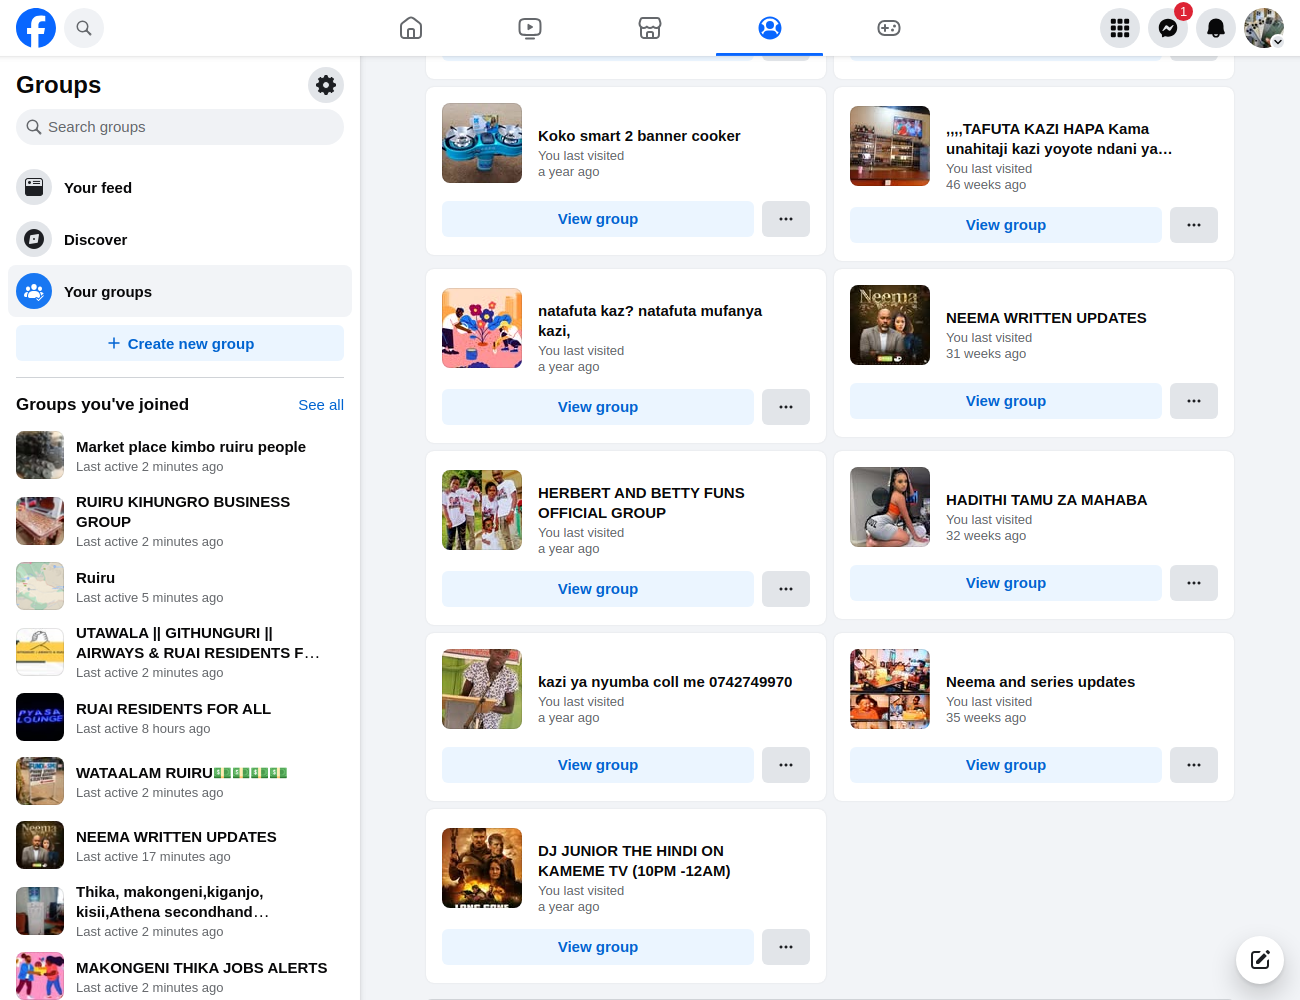 1
Groups
Search groups
Your feed
Discover
Your groups
Create new group
Groups you've joined
See all
Market place kimbo ruiru people
Last active 2 minutes ago
RUIRU KIHUNGRO BUSINESS
GROUP
Last active 2 minutes ago
Ruiru
Last active 5 minutes ago
UTAWALA || GITHUNGURI ||
AIRWAYS & RUAI RESIDENTS F…
Last active 2 minutes ago
PYASA
LOUNGE
RUAI RESIDENTS FOR ALL
Last active 8 hours ago
WATAALAM RUIRU💵💵💵💵
Last active 2 minutes ago
Neema
NEEMA WRITTEN UPDATES
Last active 17 minutes ago
Thika, makongeni,kiganjo,
kisii,Athena secondhand…
Last active 2 minutes ago
MAKONGENI THIKA JOBS ALERTS
Last active 2 minutes ago
Koko smart 2 banner cooker
You last visited
a year ago
View group
,,,,TAFUTA KAZI HAPA Kama
unahitaji kazi yoyote ndani ya…
You last visited
46 weeks ago
View group
natafuta kaz? natafuta mufanya
kazi,
You last visited
a year ago
View group
Neema
NEEMA WRITTEN UPDATES
You last visited
31 weeks ago
View group
HERBERT AND BETTY FUNS
OFFICIAL GROUP
You last visited
a year ago
View group
HADITHI TAMU ZA MAHABA
You last visited
32 weeks ago
View group
kazi ya nyumba coll me 0742749970
You last visited
a year ago
View group
Neema and series updates
You last visited
35 weeks ago
View group
LONG GONE
DJ JUNIOR THE HINDI ON
KAMEME TV (10PM -12AM)
You last visited
a year ago
View group